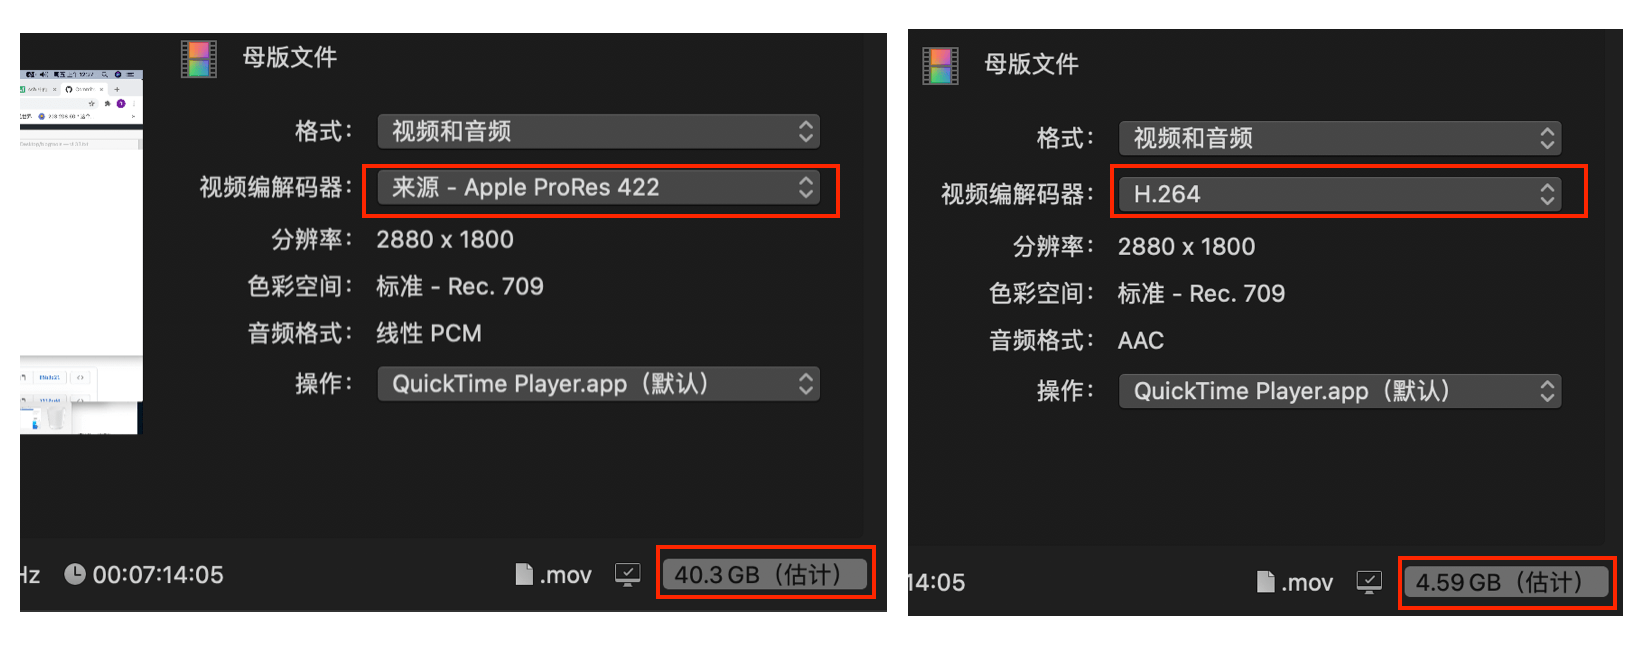 母版文件
格式：
视频和音频
视频编解码器：
来源 - Apple ProRes 422
分辨率：
2880 x 1800
色彩空间：
标准 - Rec. 709
音频格式：
线性 PCM
操作：
QuickTime Player.app（默认）
Hz
00:07:14:05
.mov
40.3 GB（估计）
母版文件
格式：
视频和音频
视频编解码器：
H.264
分辨率：
2880 x 1800
色彩空间：
标准 - Rec. 709
音频格式：
AAC
操作：
QuickTime Player.app（默认）
14:05
.mov
4.59 GB（估计）